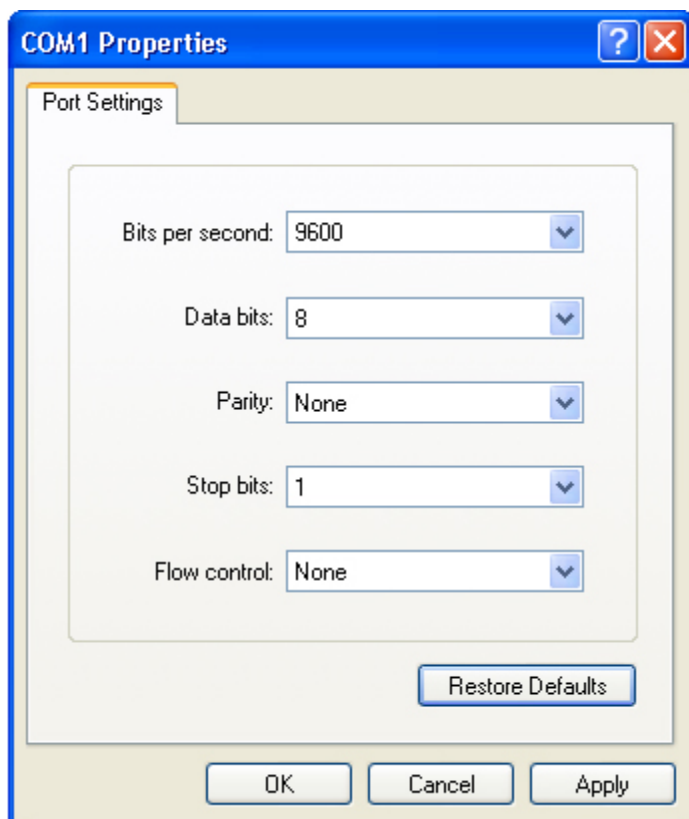 COM1 Properties
Port Settings
Bits per second: 9600
Data bits: 8
Parity: None
Stop bits: 1
Flow control: None
Restore Defaults
OK Cancel Apply